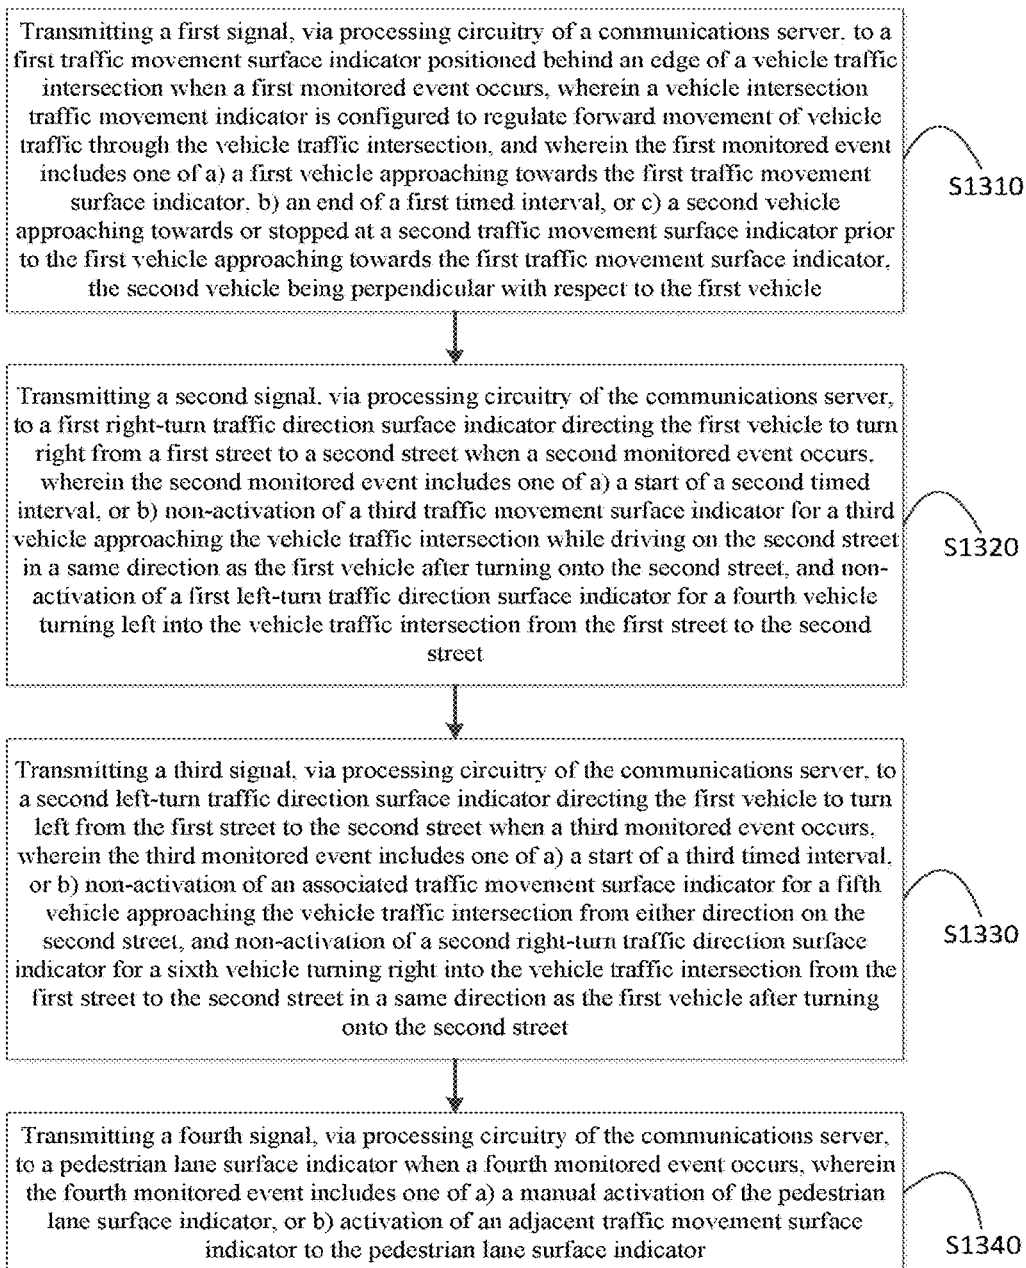 Transmitting a first signal, via processing circuitry of a communications server, to a
first traffic movement surface indicator positioned behind an edge of a vehicle traffic
intersection when a first monitored event occurs, wherein a vehicle intersection
traffic movement indicator is configured to regulate forward movement of vehicle
traffic through the vehicle traffic intersection, and wherein the first monitored event
includes one of a) a first vehicle approaching towards the first traffic movement
surface indicator, b) an end of a first timed interval, or c) a second vehicle
approaching towards or stopped at a second traffic movement surface indicator prior
to the first vehicle approaching towards the first traffic movement surface indicator,
the second vehicle being perpendicular with respect to the first vehicle
S1310
Transmitting a second signal, via processing circuitry of the communications server,
to a first right-turn traffic direction surface indicator directing the first vehicle to turn
right from a first street to a second street when a second monitored event occurs,
wherein the second monitored event includes one of a) a start of a second timed
interval, or b) non-activation of a third traffic movement surface indicator for a third
vehicle approaching the vehicle traffic intersection while driving on the second street
in a same direction as the first vehicle after turning onto the second street, and non-
activation of a first left-turn traffic direction surface indicator for a fourth vehicle
turning left into the vehicle traffic intersection from the first street to the second
street
S1320
Transmitting a third signal, via processing circuitry of the communications server, to
a second left-turn traffic direction surface indicator directing the first vehicle to turn
left from the first street to the second street when a third monitored event occurs,
wherein the third monitored event includes one of a) a start of a third timed interval,
or b) non-activation of an associated traffic movement surface indicator for a fifth
vehicle approaching the vehicle traffic intersection from either direction on the
second street, and non-activation of a second right-turn traffic direction surface
indicator for a sixth vehicle turning right into the vehicle traffic intersection from the
first street to the second street in a same direction as the first vehicle after turning
onto the second street
S1330
Transmitting a fourth signal, via processing circuitry of the communications server,
to a pedestrian lane surface indicator when a fourth monitored event occurs, wherein
the fourth monitored event includes one of a) a manual activation of the pedestrian
lane surface indicator, or b) activation of an adjacent traffic movement surface
indicator to the pedestrian lane surface indicator
S1340